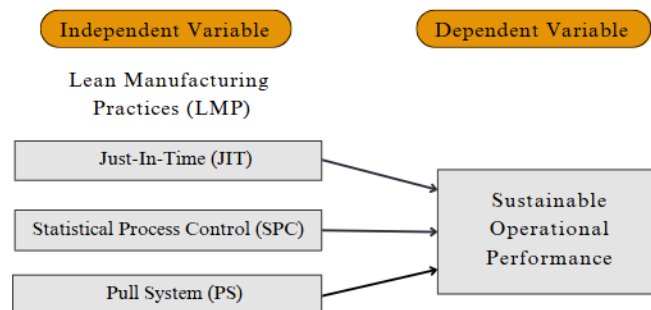 Independent Variable
Dependent Variable
Lean Manufacturing
Practices (LMP)
Just-In-Time (JIT)
Statistical Process Control (SPC)
Pull System (PS)
Sustainable
Operational
Performance